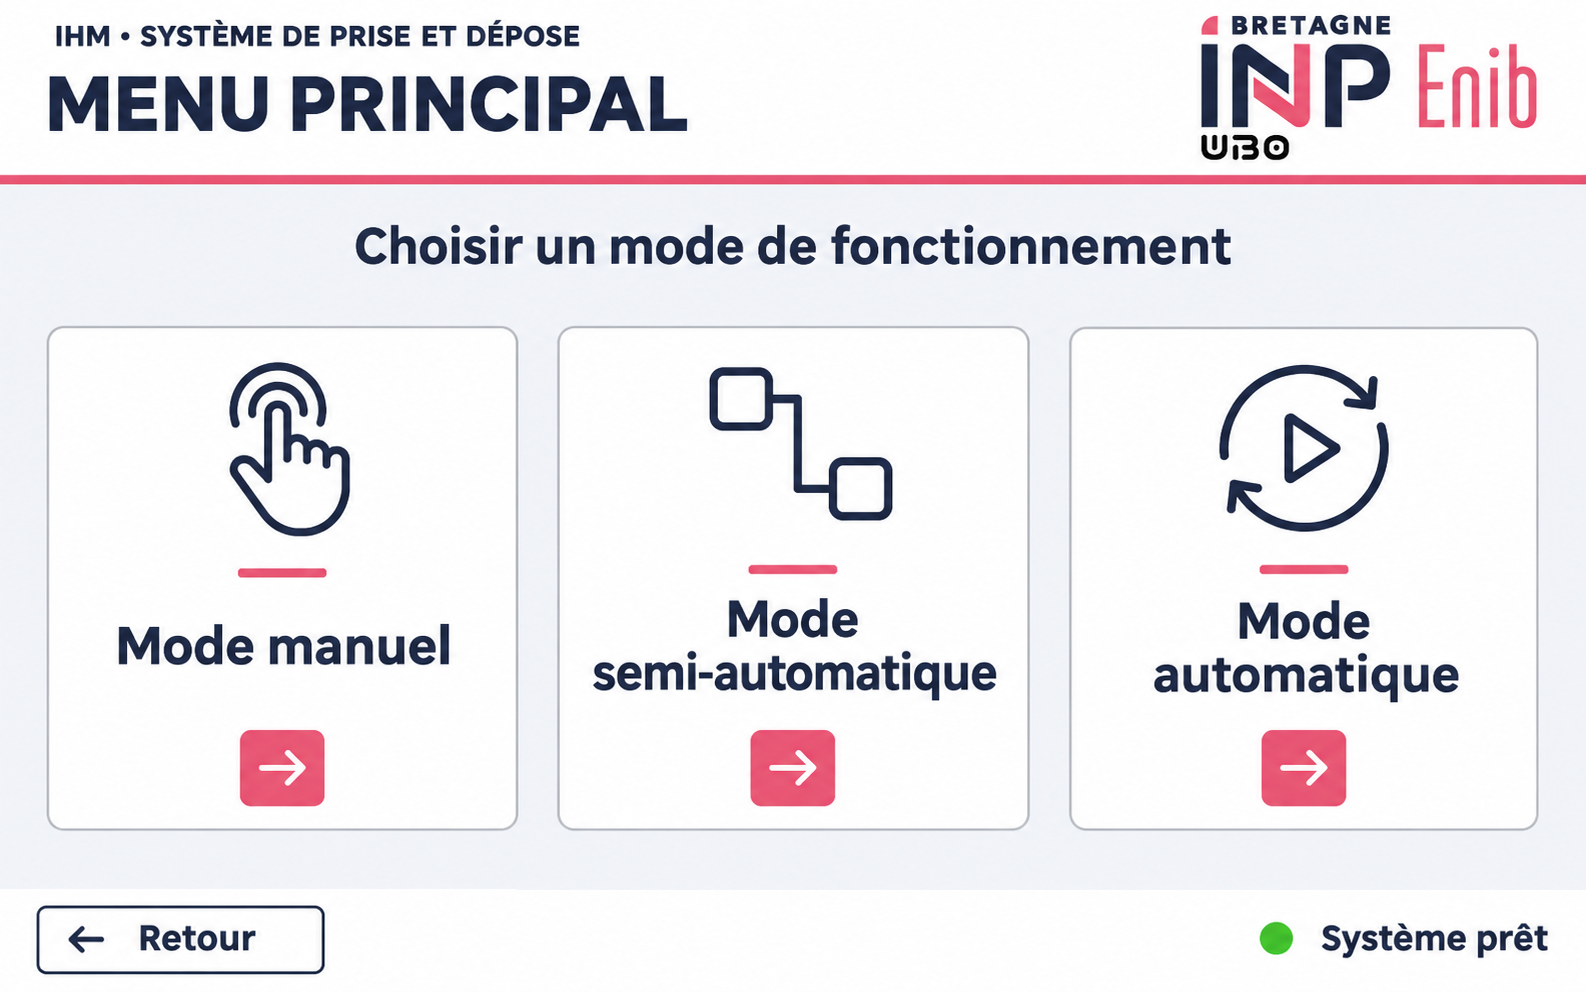 IHM • SYSTÈME DE PRISE ET DÉPOSE
MENU PRINCIPAL
BRETAGNE
INP Enib
UBO
Choisir un mode de fonctionnement
Mode manuel
Mode
semi-automatique
Mode
automatique
Retour
Système prêt